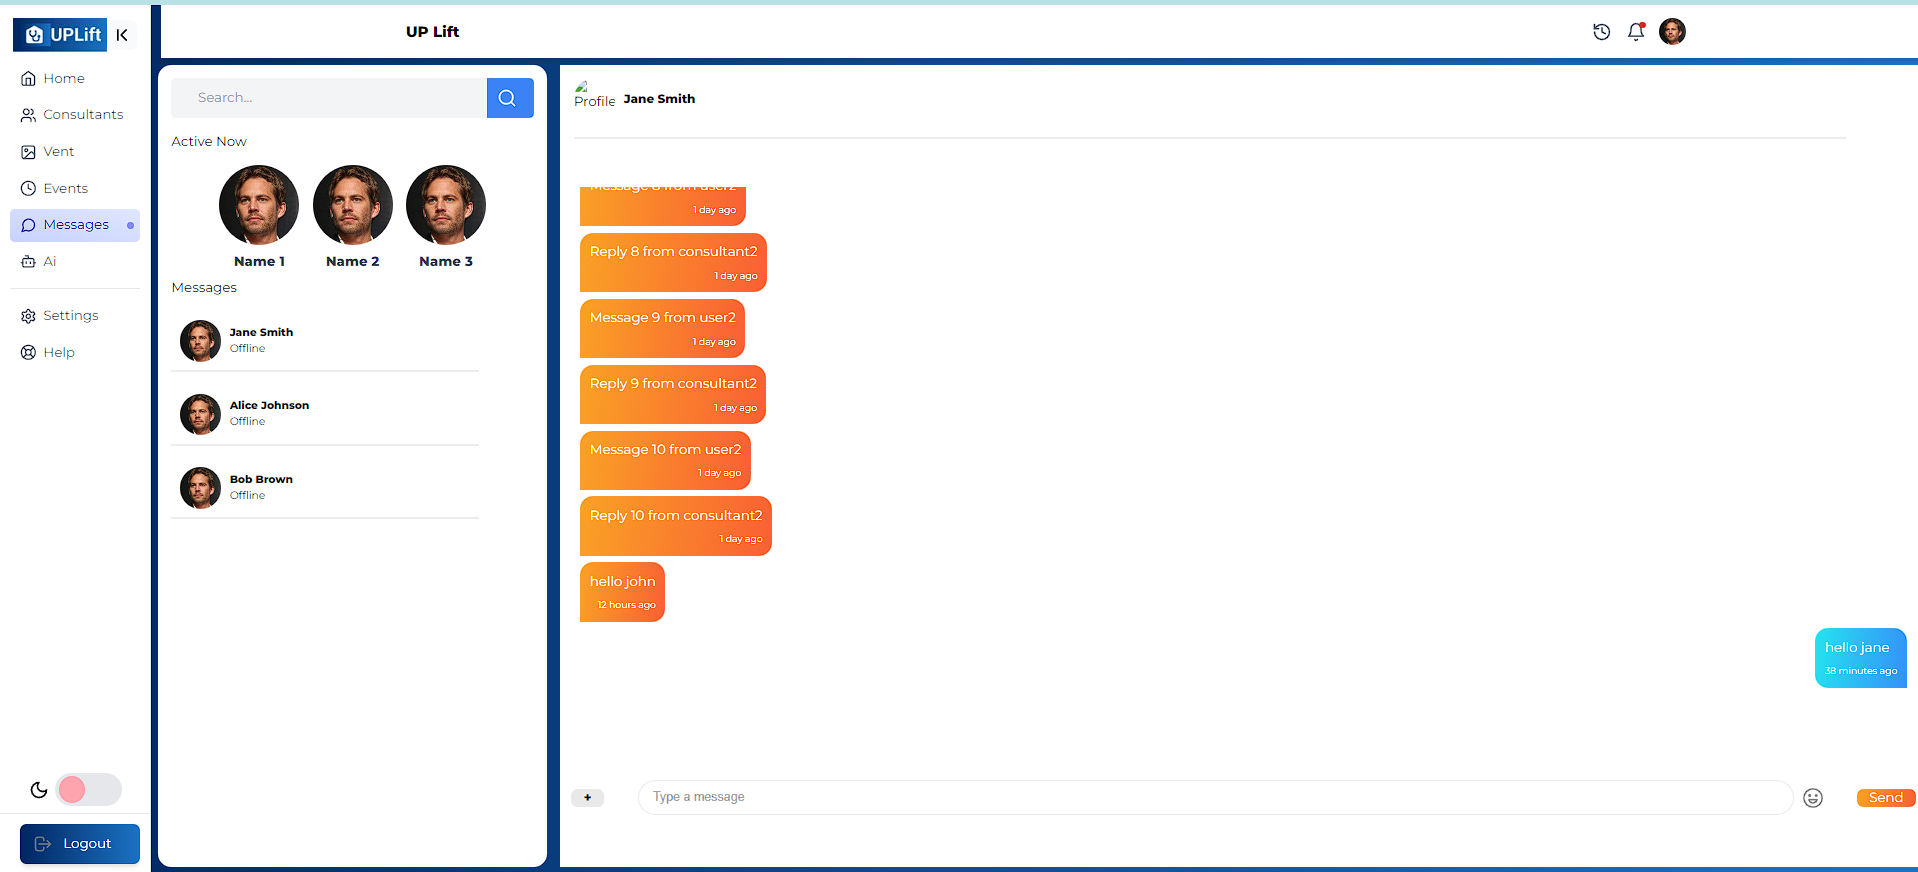 UPLift
UP Lift
Home
Consultants
Vent
Events
Messages
Ai
Settings
Help
Logout
Search...
Active Now
Name 1
Name 2
Name 3
Messages
Jane Smith
Offline
Alice Johnson
Offline
Bob Brown
Offline
Profile
Jane Smith
Message 8 from user2
1 day ago
Reply 8 from consultant2
1 day ago
Message 9 from user2
1 day ago
Reply 9 from consultant2
1 day ago
Message 10 from user2
1 day ago
Reply 10 from consultant2
1 day ago
hello john
12 hours ago
hello jane
38 minutes ago
+
Type a message
Send